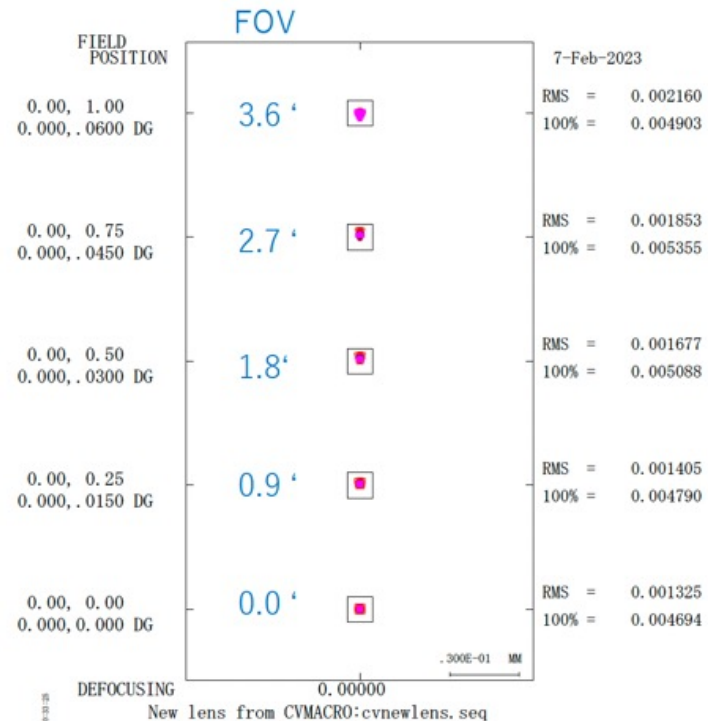 FOV
FIELD
POSITION
7-Feb-2023
0.00, 1.00
0.000,.0600 DG
3.6 ‘
RMS = 0.002160
100% = 0.004903
0.00, 0.75
0.000,.0450 DG
2.7 ‘
RMS = 0.001853
100% = 0.005355
0.00, 0.50
0.000,.0300 DG
1.8‘
RMS = 0.001677
100% = 0.005088
0.00, 0.25
0.000,.0150 DG
0.9 ‘
RMS = 0.001405
100% = 0.004790
0.00, 0.00
0.000,0.000 DG
0.0 ‘
RMS = 0.001325
100% = 0.004694
.300E-01 MM
DEFOCUSING 0.00000
New lens from CVMACRO:cvnewlens.seq